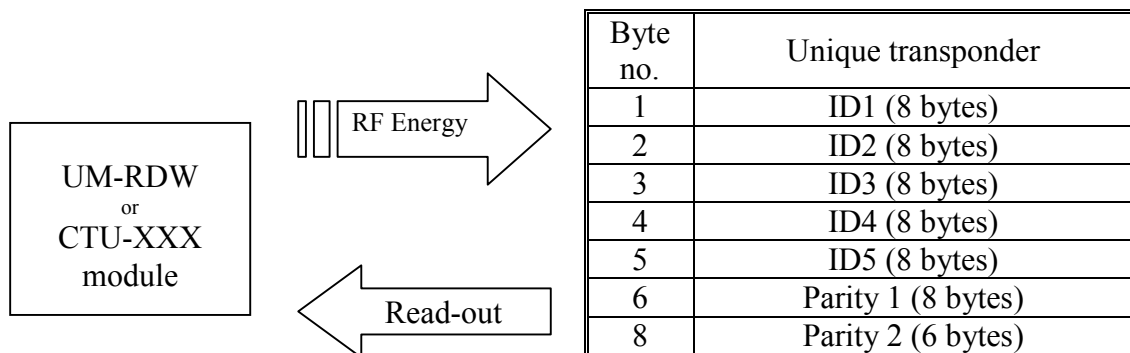 UM-RDW
or
CTU-XXX
module
RF Energy
Read-out
Byte no. Unique transponder
1 ID1 (8 bytes)
2 ID2 (8 bytes)
3 ID3 (8 bytes)
4 ID4 (8 bytes)
5 ID5 (8 bytes)
6 Parity 1 (8 bytes)
8 Parity 2 (6 bytes)